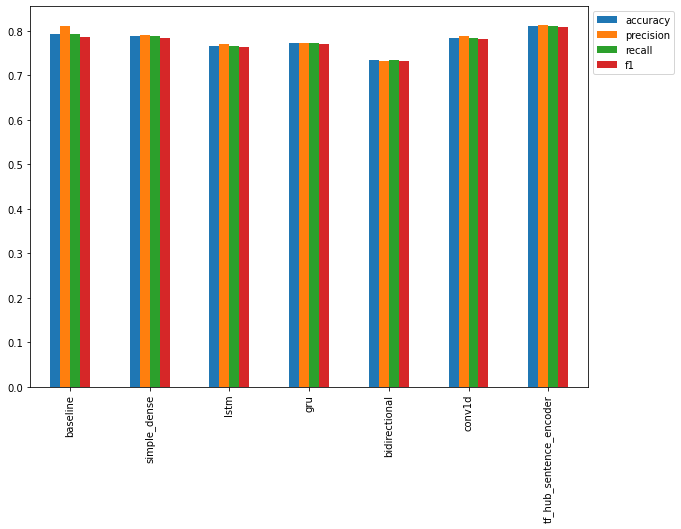 0.8
0.7
0.6
0.5
0.4
0.3
0.2
0.1
0.0
baseline
simple_dense
lstm
gru
bidirectional
conv1d
tf_hub_sentence_encoder
accuracy
precision
recall
f1